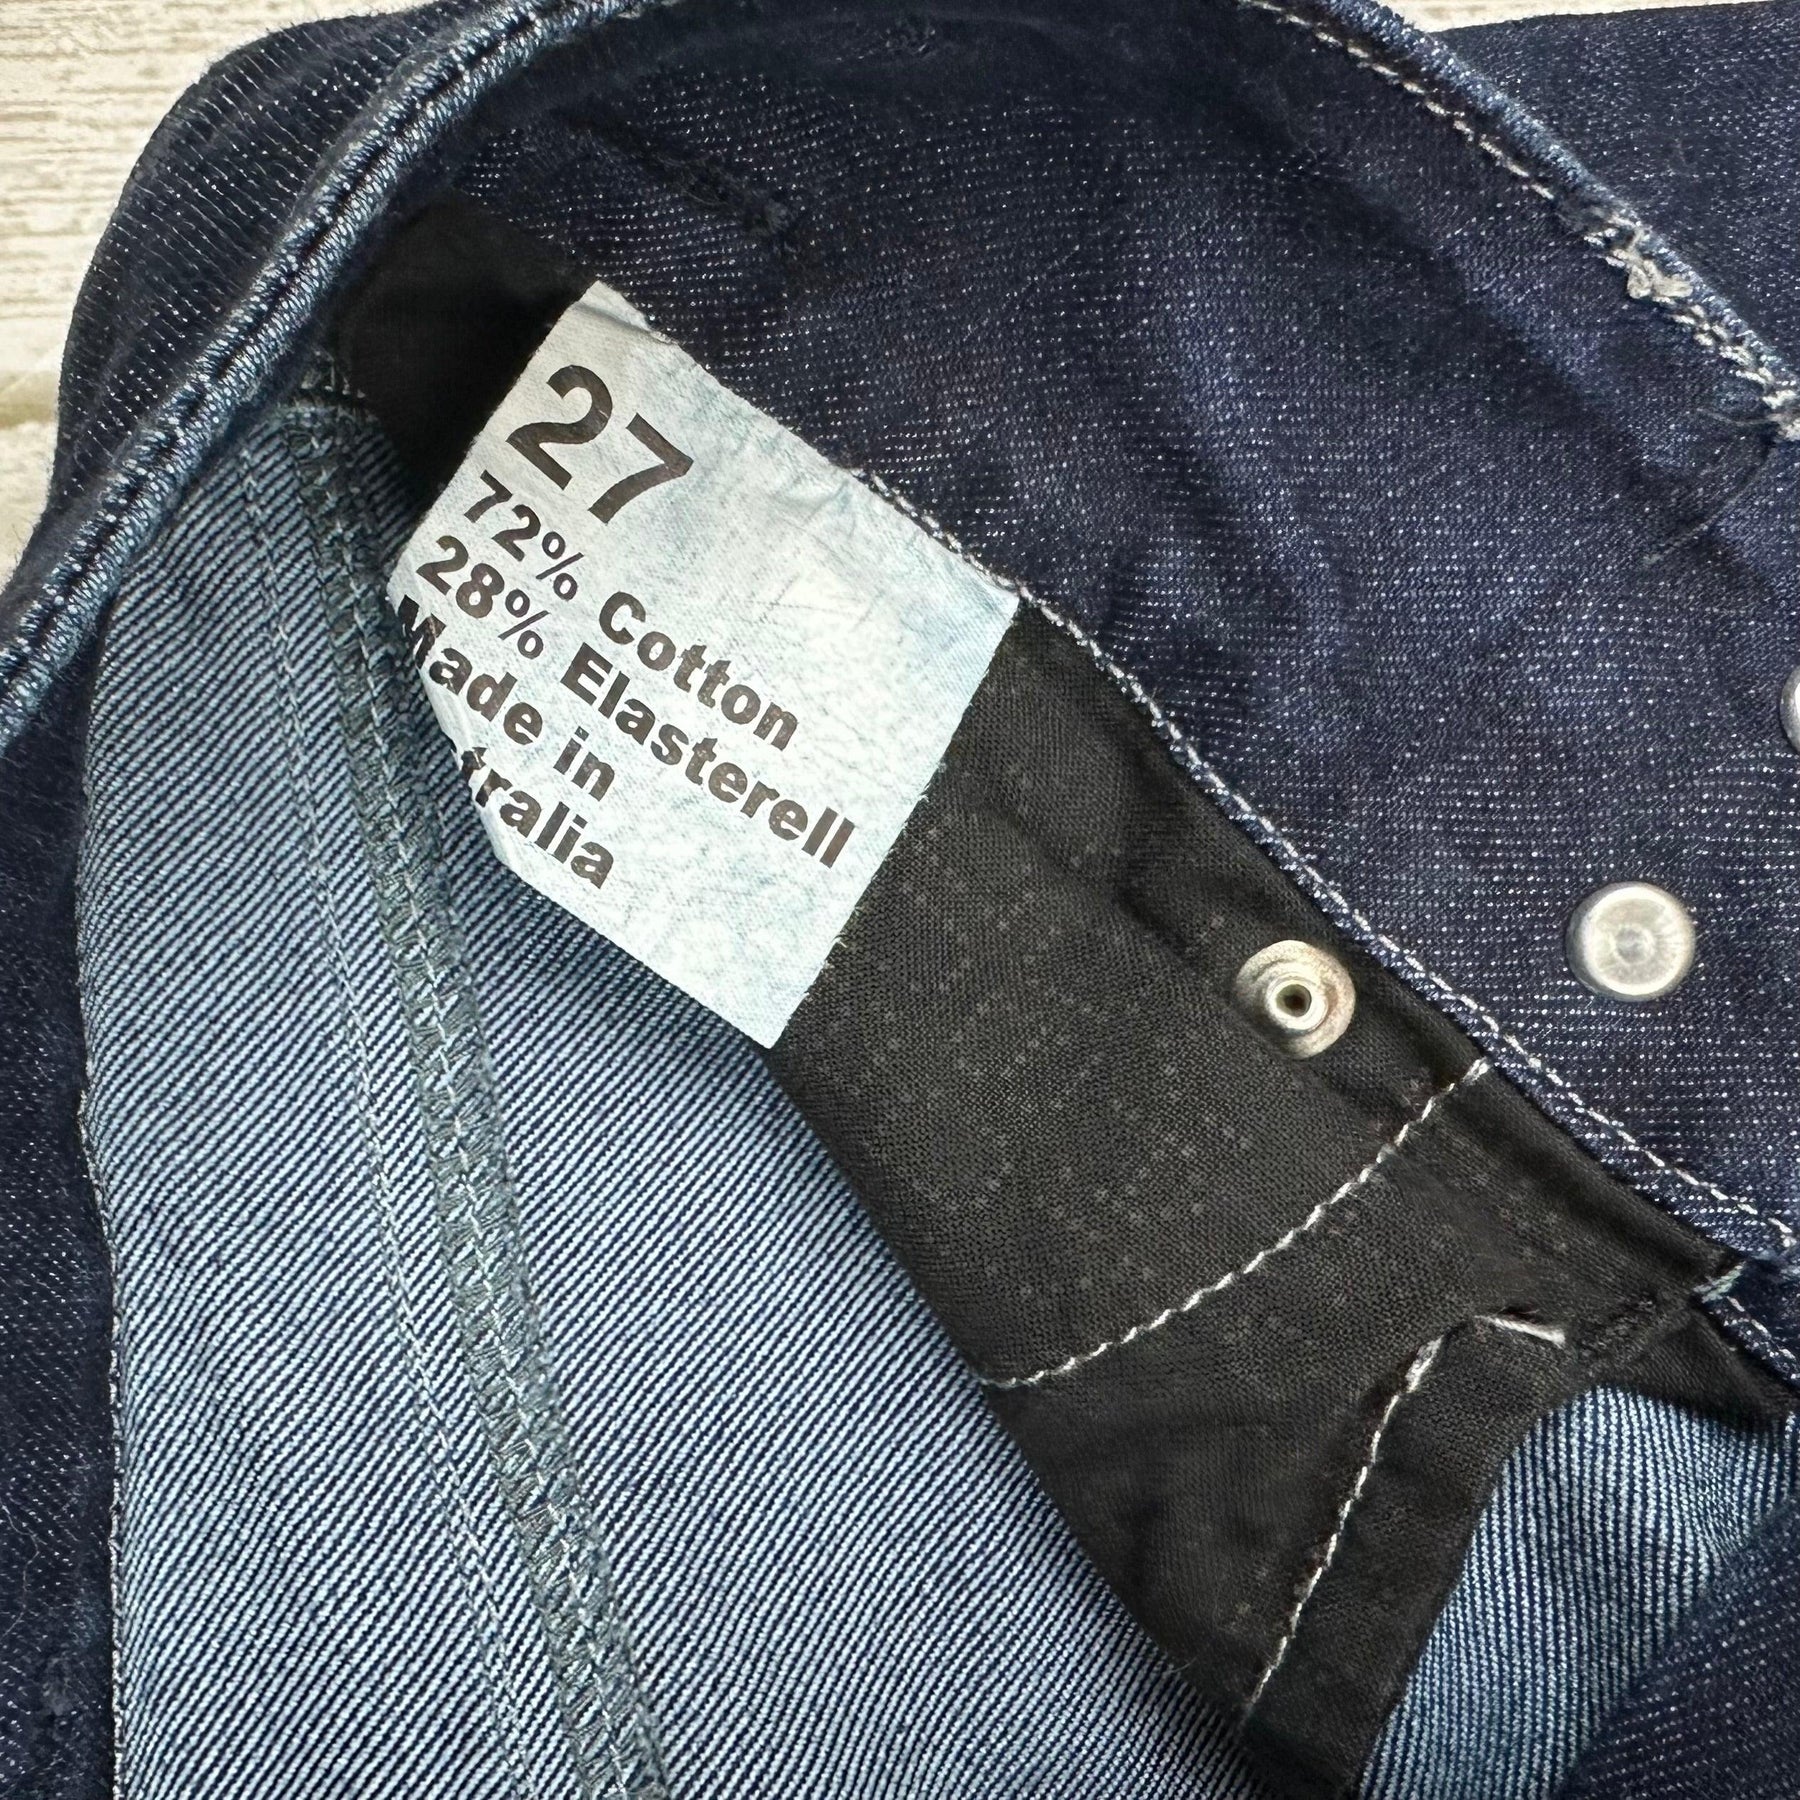 27
72% Cotton
28% Elasterell
Made in
tralia